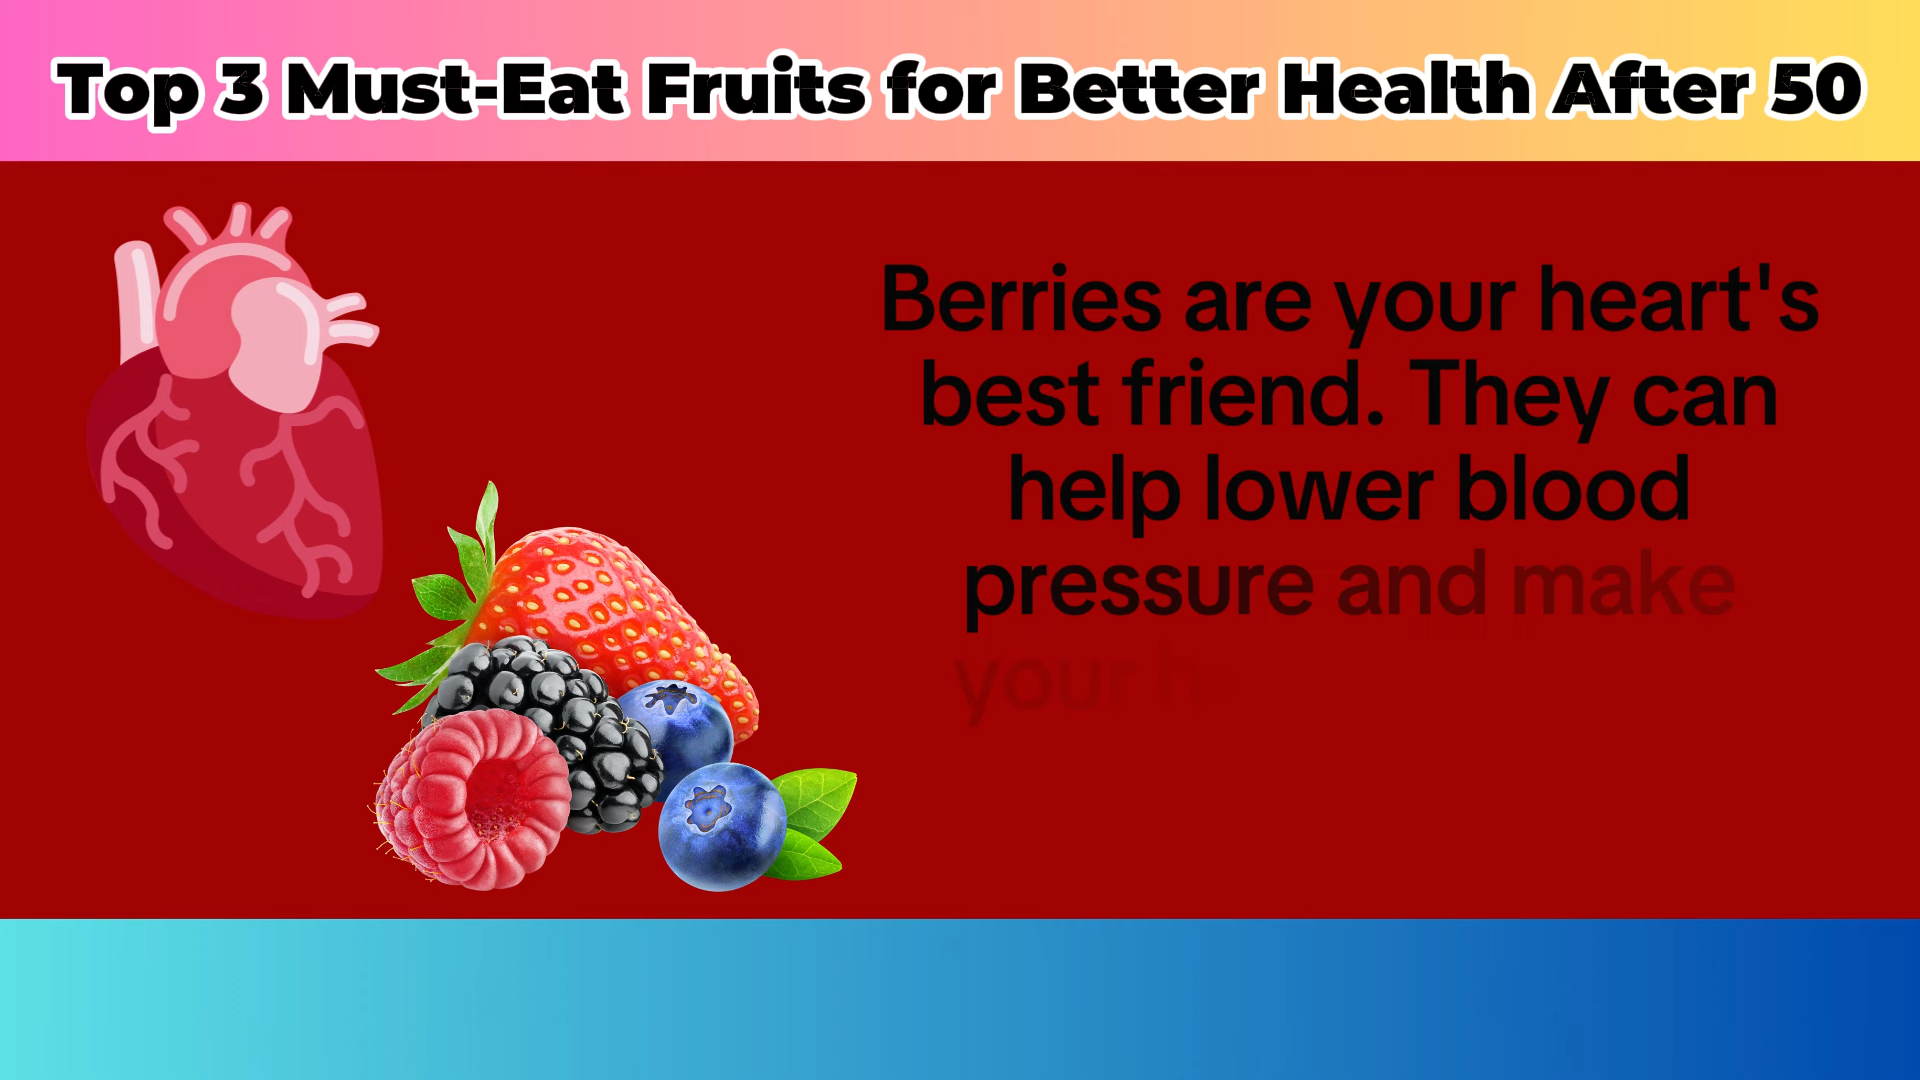 Top 3 Must-Eat Fruits for Better Health After 50
Berries are your heart's
best friend. They can
help lower blood
pressure and make
your